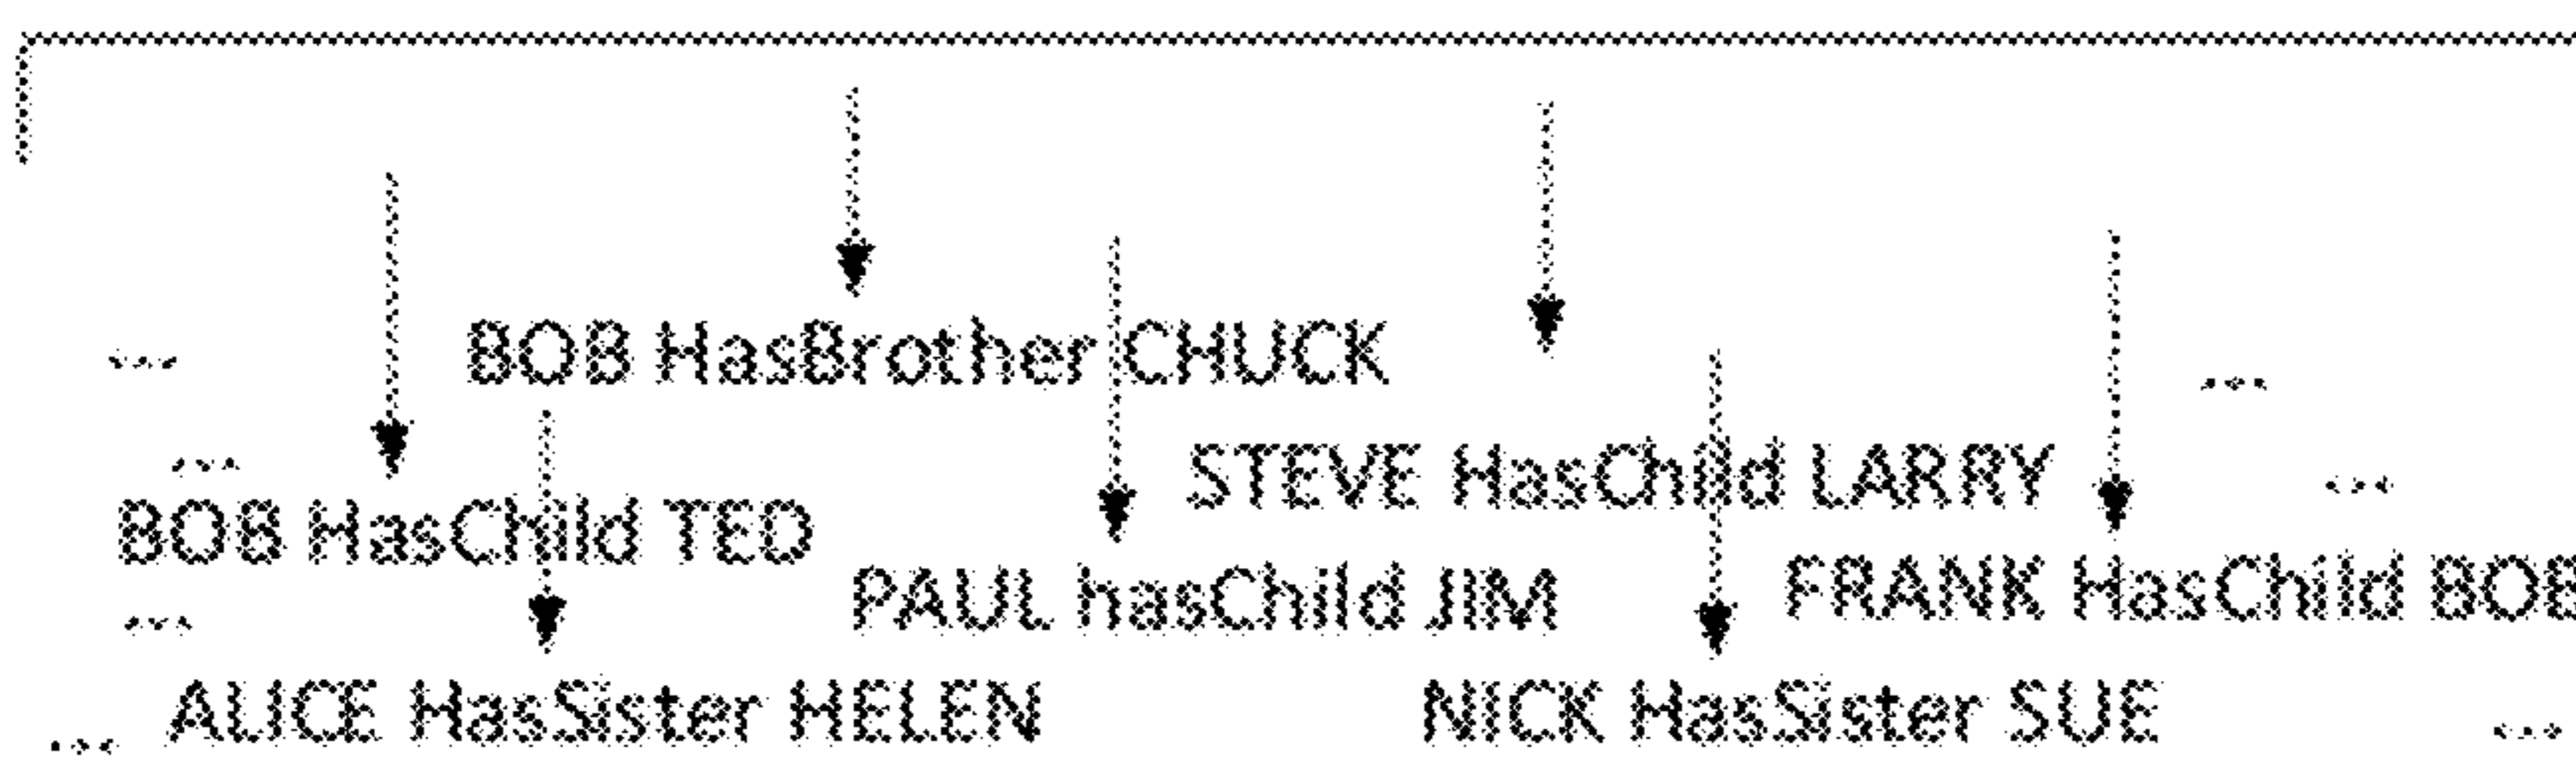 ... BOB HasBrother CHUCK ...
... STEVE HasChild LARRY ...
BOB HasChild TED
... PAUL hasChild JIM FRANK HasChild BOB
ALICE HasSister HELEN NICK HasSister SUE
... ...